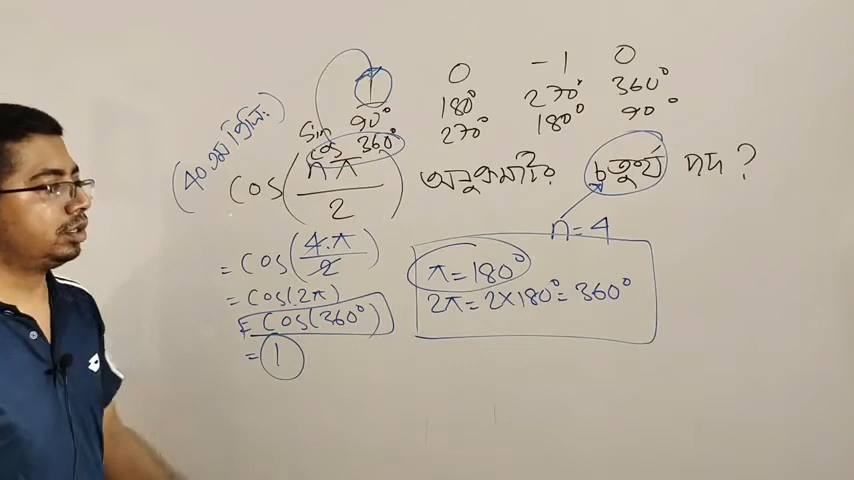 1 0 -1 0
sin 90° 180° 270° 360°
cos 360° 270° 180° 90°
(40তম প্রিলি:)
cos(nπ/2) অনুক্রমটির চতুর্থ পদ ?
n = 4
= cos(4.π/2)
= cos(2π)
= cos(360°)
= 1
π = 180°
2π = 2×180° = 360°